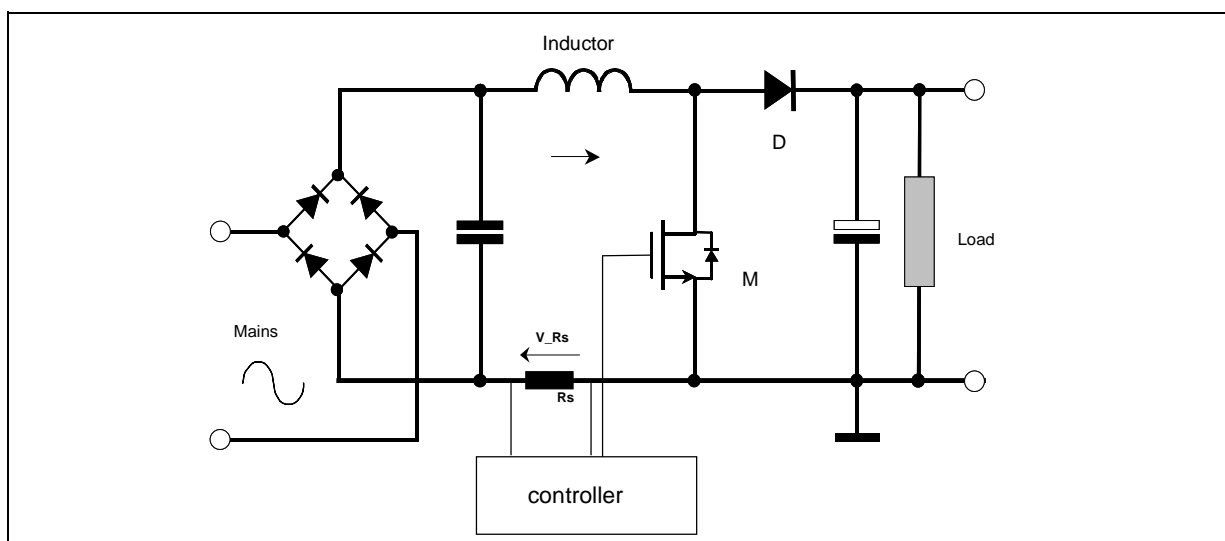 Inductor
D
Load
M
Mains
V_Rs
Rs
controller